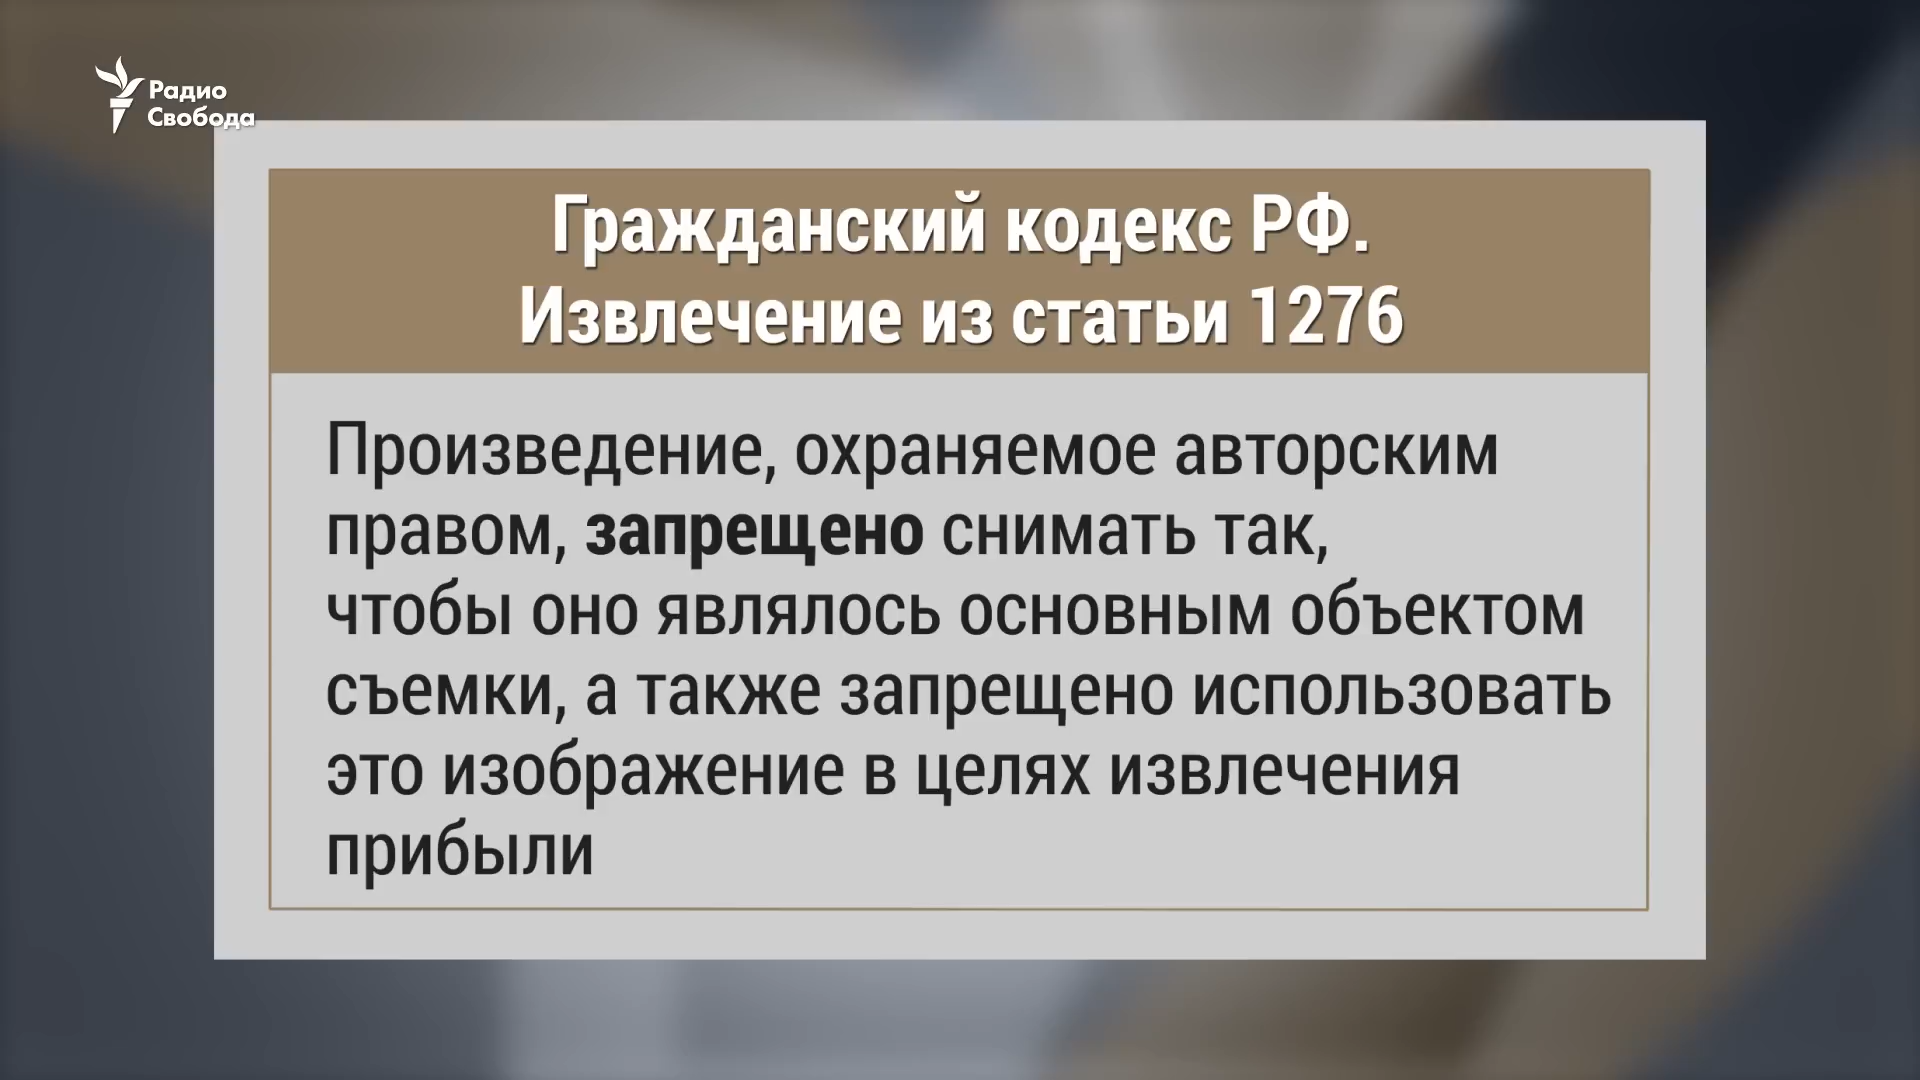 Радио
Свобода
Гражданский кодекс РФ.
Извлечение из статьи 1276
Произведение, охраняемое авторским
правом, запрещено снимать так,
чтобы оно являлось основным объектом
съемки, а также запрещено использовать
это изображение в целях извлечения
прибыли